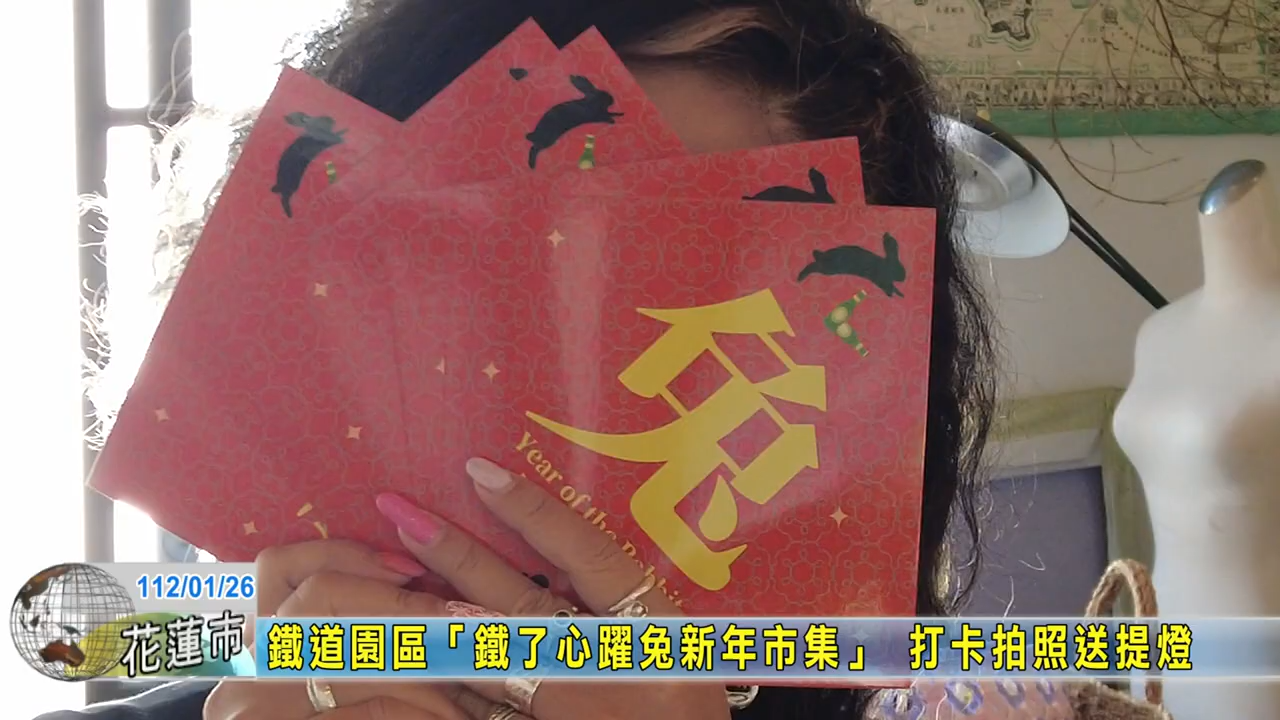 兔
Year of the Rabbit
112/01/26
花蓮市
鐵道園區「鐵了心躍兔新年市集」 打卡拍照送提燈